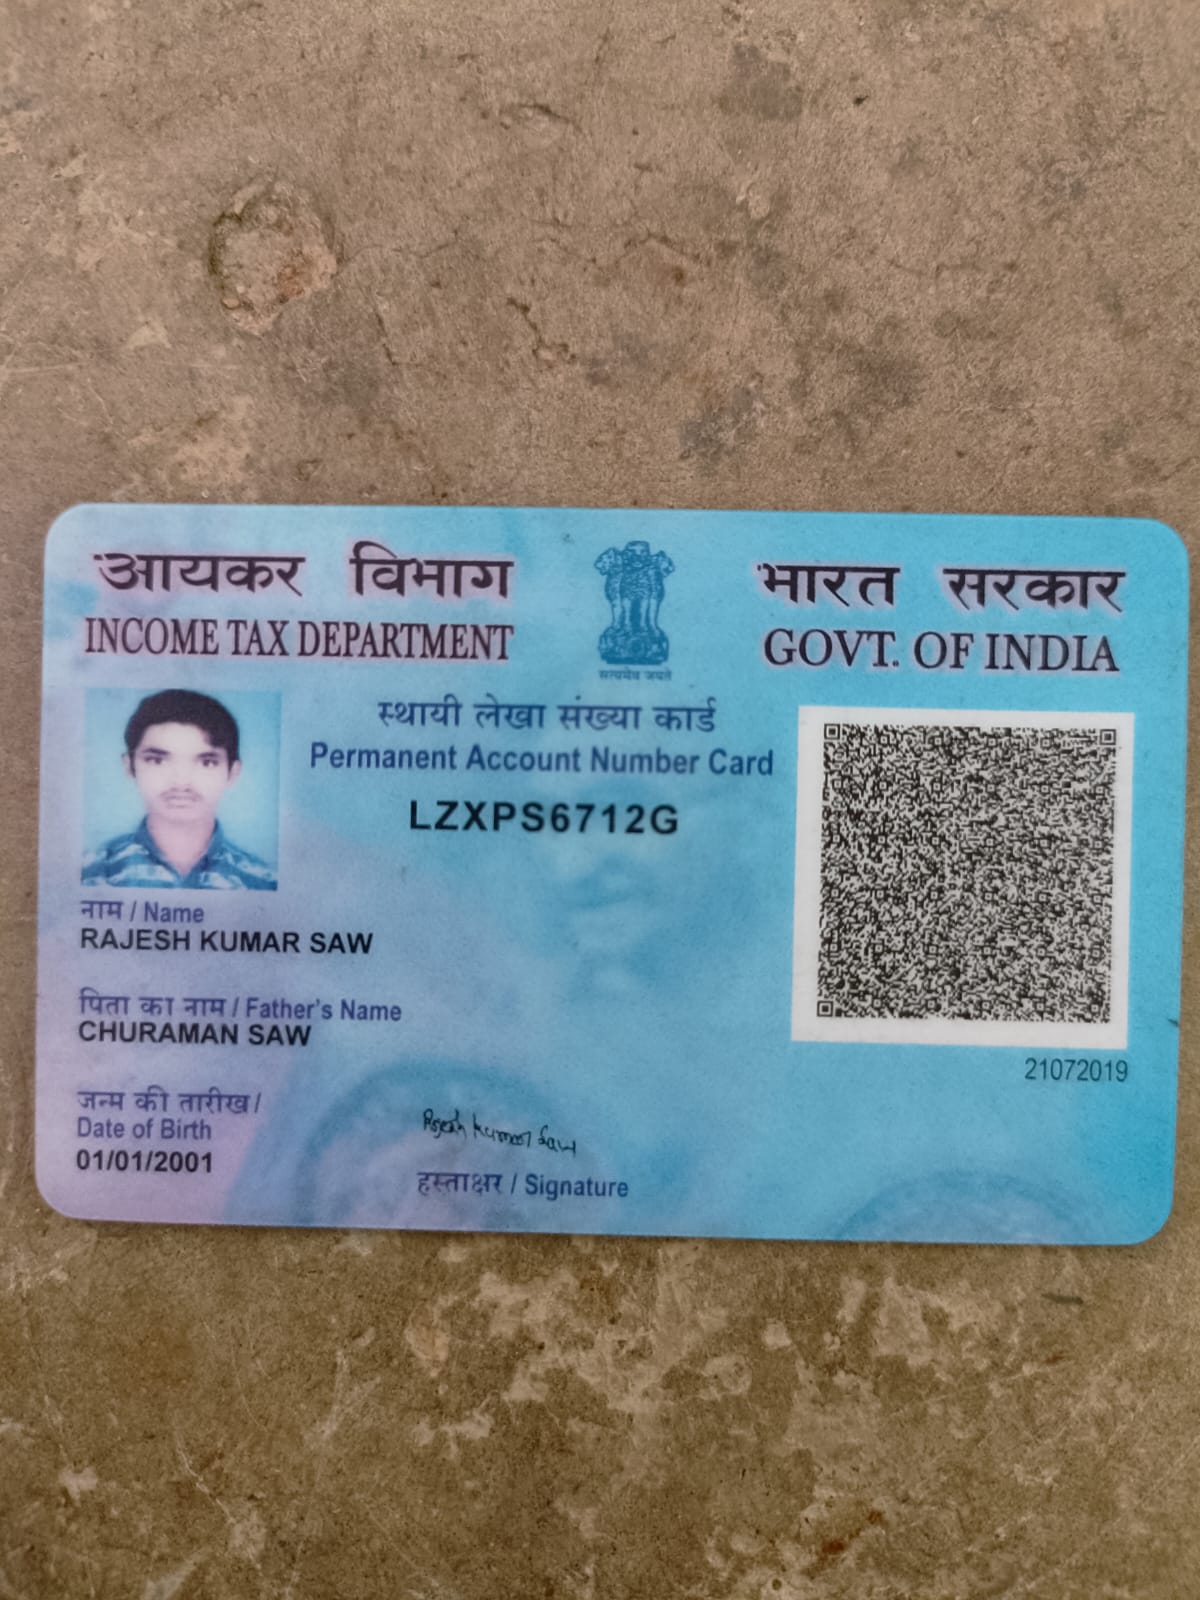 आयकर विभाग
INCOME TAX DEPARTMENT
सत्यमेव जयते
भारत सरकार
GOVT. OF INDIA
स्थायी लेखा संख्या कार्ड
Permanent Account Number Card
LZXPS6712G
नाम / Name
RAJESH KUMAR SAW
पिता का नाम / Father's Name
CHURAMAN SAW
जन्म की तारीख /
Date of Birth
01/01/2001
Rajesh Kumar Saw
हस्ताक्षर / Signature
21072019